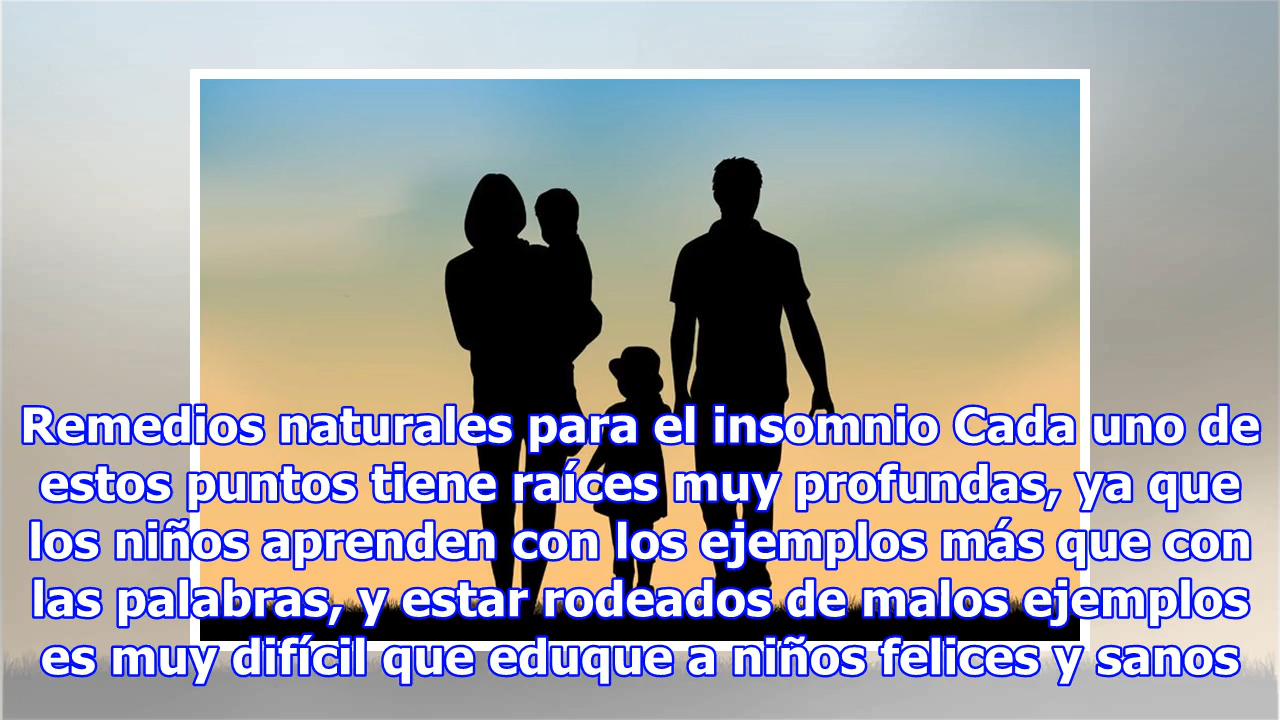 Remedios naturales para el insomnio Cada uno de
estos puntos tiene raíces muy profundas, ya que
los niños aprenden con los ejemplos más que con
las palabras, y estar rodeados de malos ejemplos
es muy difícil que eduque a niños felices y sanos